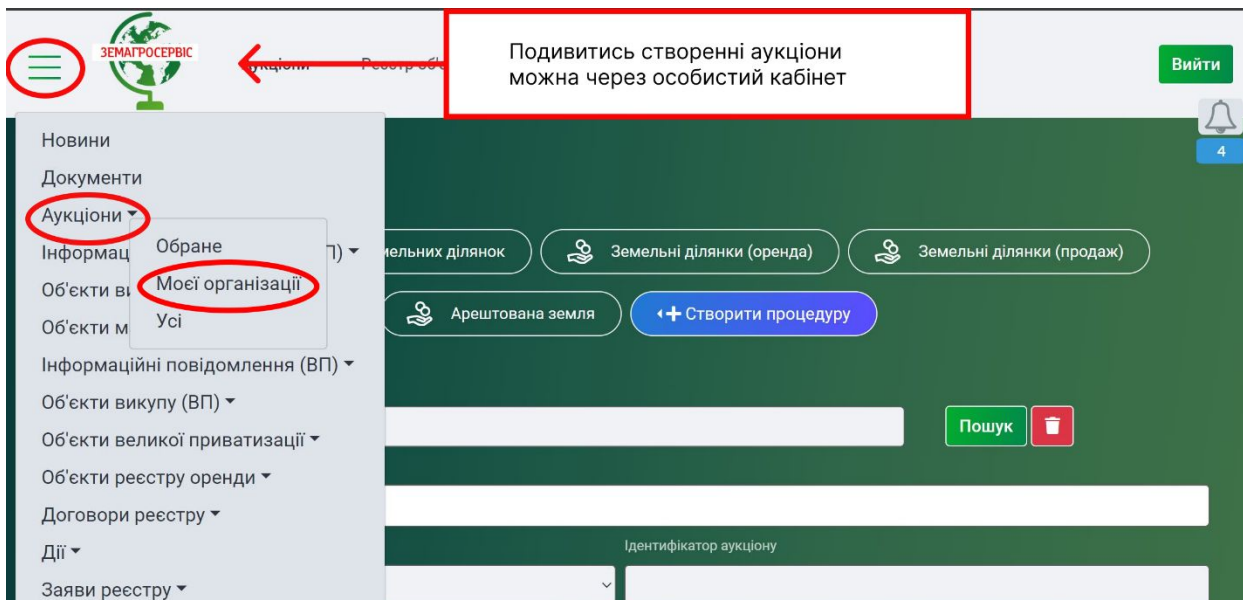 ЗЕМАГРОСЕРВІС
Подивитись створенні аукціони
можна через особистий кабінет
Вийти
4
Новини
Документи
Аукціони
Обране
Моєї організації
Усі
Інформаційні повідомлення (ВП)
Об'єкти викупу (ВП)
Об'єкти великої приватизації
Об'єкти реєстру оренди
Договори реєстру
Дії
Заяви реєстру
Земельні ділянки (оренда)
Земельні ділянки (продаж)
ділянок
Арештована земля
Створити процедуру
Пошук
Ідентифікатор аукціону